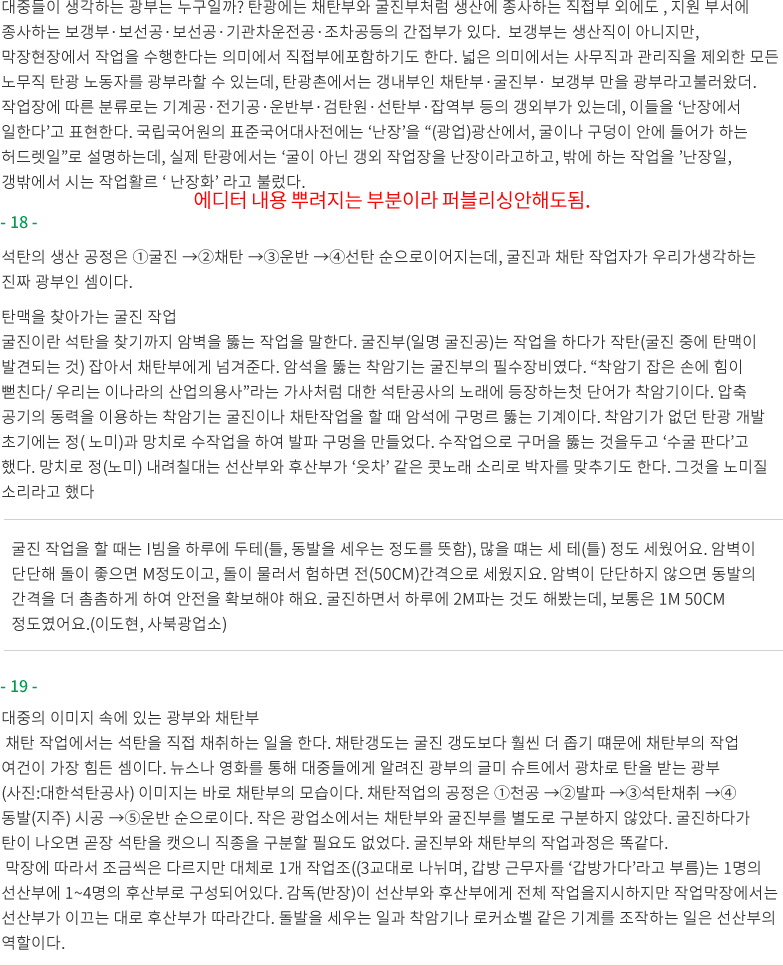 대중들이 생각하는 광부는 누구일까? 탄광에는 채탄부와 굴진부처럼 생산에 종사하는 직접부 외에도 , 지원 부서에
종사하는 보갱부·보선공·보선공·기관차운전공·조차공등의 간접부가 있다. 보갱부는 생산직이 아니지만,
막장현장에서 작업을 수행한다는 의미에서 직접부에포함하기도 한다. 넓은 의미에서는 사무직과 관리직을 제외한 모든
노무직 탄광 노동자를 광부라할 수 있는데, 탄광촌에서는 갱내부인 채탄부·굴진부· 보갱부 만을 광부라고불러왔더.
작업장에 따른 분류로는 기계공·전기공·운반부·검탄원·선탄부·잡역부 등의 갱외부가 있는데, 이들을 ‘난장에서
일한다’고 표현한다. 국립국어원의 표준국어대사전에는 ‘난장’을 “(광업)광산에서, 굴이나 구덩이 안에 들어가 하는
허드렛일”로 설명하는데, 실제 탄광에서는 ‘굴이 아닌 갱외 작업장을 난장이라고하고, 밖에 하는 작업을 ’난장일,
갱밖에서 시는 작업활르 ‘ 난장화’ 라고 불렀다.
에디터 내용 뿌려지는 부분이라 퍼블리싱안해도됨.
- 18 -
석탄의 생산 공정은 ①굴진 →②채탄 →③운반 →④선탄 순으로이어지는데, 굴진과 채탄 작업자가 우리가생각하는
진짜 광부인 셈이다.
탄맥을 찾아가는 굴진 작업
굴진이란 석탄을 찾기까지 암벽을 뚫는 작업을 말한다. 굴진부(일명 굴진공)는 작업을 하다가 작탄(굴진 중에 탄맥이
발견되는 것) 잡아서 채탄부에게 넘겨준다. 암석을 뚫는 착암기는 굴진부의 필수장비였다. “착암기 잡은 손에 힘이
뻗친다/ 우리는 이나라의 산업의용사”라는 가사처럼 대한 석탄공사의 노래에 등장하는첫 단어가 착암기이다. 압축
공기의 동력을 이용하는 착암기는 굴진이나 채탄작업을 할 때 암석에 구멍르 뚫는 기계이다. 착암기가 없던 탄광 개발
초기에는 정( 노미)과 망치로 수작업을 하여 발파 구멍을 만들었다. 수작업으로 구머을 뚫는 것을두고 ‘수굴 판다’고
했다. 망치로 정(노미) 내려칠대는 선산부와 후산부가 ‘웃차’ 같은 콧노래 소리로 박자를 맞추기도 한다. 그것을 노미질
소리라고 했다
굴진 작업을 할 때는 I빔을 하루에 두테(틀, 동발을 세우는 정도를 뜻함), 많을 떄는 세 테(틀) 정도 세웠어요. 암벽이
단단해 돌이 좋으면 M정도이고, 돌이 물러서 험하면 전(50CM)간격으로 세웠지요. 암벽이 단단하지 않으면 동발의
간격을 더 촘촘하게 하여 안전을 확보해야 해요. 굴진하면서 하루에 2M파는 것도 해봤는데, 보통은 1M 50CM
정도였어요.(이도현, 사북광업소)
- 19 -
대중의 이미지 속에 있는 광부와 채탄부
채탄 작업에서는 석탄을 직접 채취하는 일을 한다. 채탄갱도는 굴진 갱도보다 훨씬 더 좁기 떄문에 채탄부의 작업
여건이 가장 힘든 셈이다. 뉴스나 영화를 통해 대중들에게 알려진 광부의 글미 슈트에서 광차로 탄을 받는 광부
(사진:대한석탄공사) 이미지는 바로 채탄부의 모습이다. 채탄적업의 공정은 ①천공 →②발파 →③석탄채취 →④
동발(지주) 시공 →⑤운반 순으로이다. 작은 광업소에서는 채탄부와 굴진부를 별도로 구분하지 않았다. 굴진하다가
탄이 나오면 곧장 석탄을 캣으니 직종을 구분할 필요도 없었다. 굴진부와 채탄부의 작업과정은 똑같다.
막장에 따라서 조금씩은 다르지만 대체로 1개 작업조((3교대로 나뉘며, 갑방 근무자를 ‘갑방가다’라고 부름)는 1명의
선산부에 1~4명의 후산부로 구성되어있다. 감독(반장)이 선산부와 후산부에게 전체 작업을지시하지만 작업막장에서는
선산부가 이끄는 대로 후산부가 따라간다. 돌발을 세우는 일과 착암기나 로커쇼벨 같은 기계를 조작하는 일은 선산부의
역할이다.